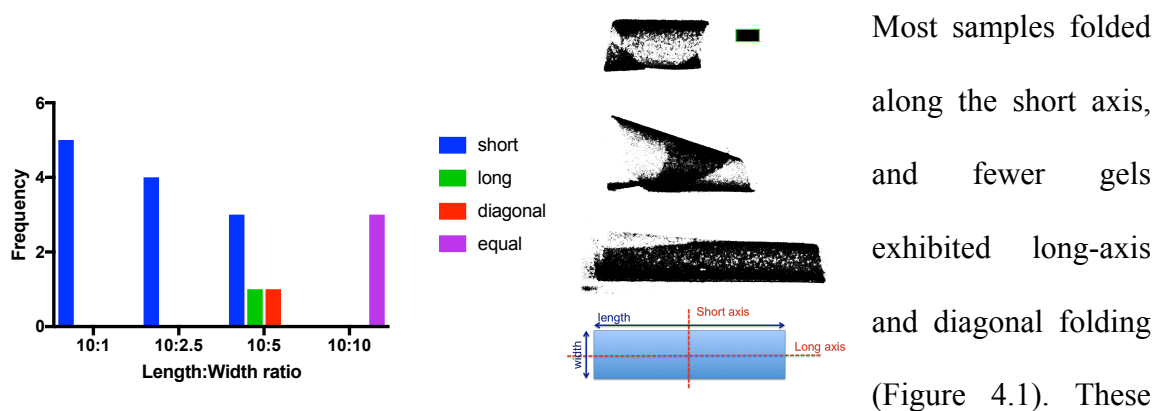 6
4
2
0
Frequency
10:1 10:2.5 10:5 10:10
Length:Width ratio
short
long
diagonal
equal
length
Short axis
width
Long axis
Most samples folded
along the short axis,
and fewer gels
exhibited long-axis
and diagonal folding
(Figure 4.1). These